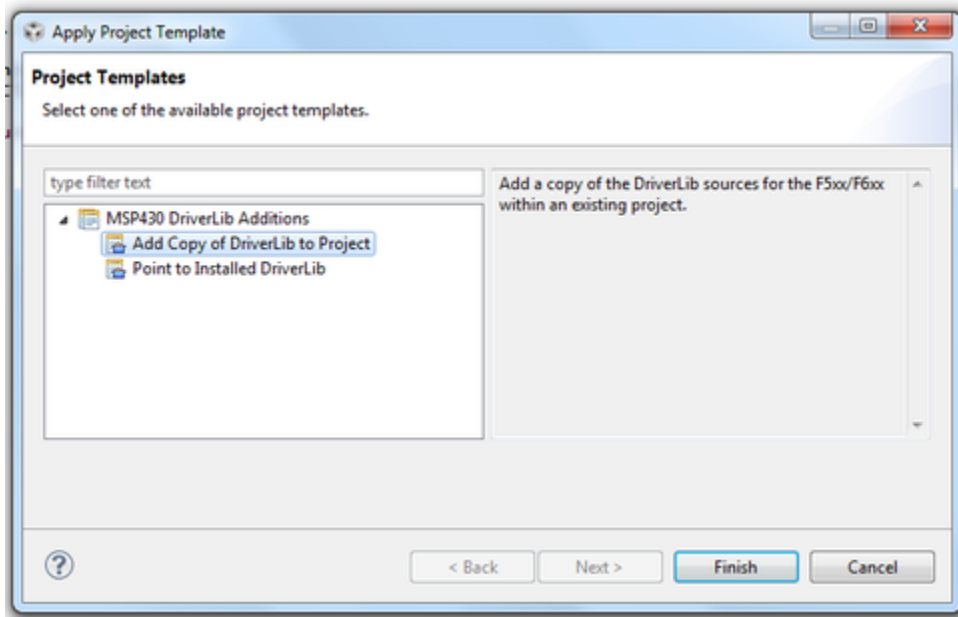 Apply Project Template
Project Templates
Select one of the available project templates.
type filter text
MSP430 DriverLib Additions
Add Copy of DriverLib to Project
Point to Installed DriverLib
Add a copy of the DriverLib sources for the F5xx/F6xx
within an existing project.
?
< Back
Next >
Finish
Cancel